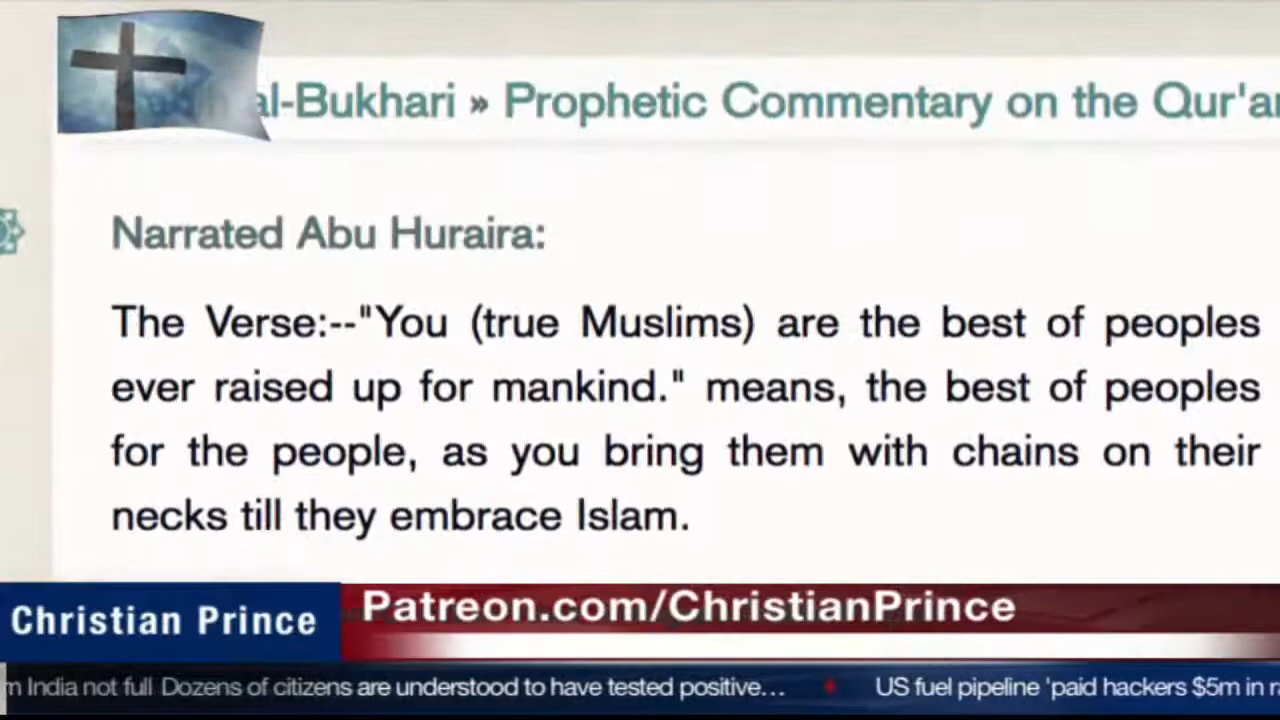 al-Bukhari » Prophetic Commentary on the Qur'a
Narrated Abu Huraira:
The Verse:--"You (true Muslims) are the best of peoples
ever raised up for mankind." means, the best of peoples
for the people, as you bring them with chains on their
necks till they embrace Islam.
Christian Prince
Patreon.com/ChristianPrince
m India not full Dozens of citizens are understood to have tested positive...
US fuel pipeline 'paid hackers $5m in